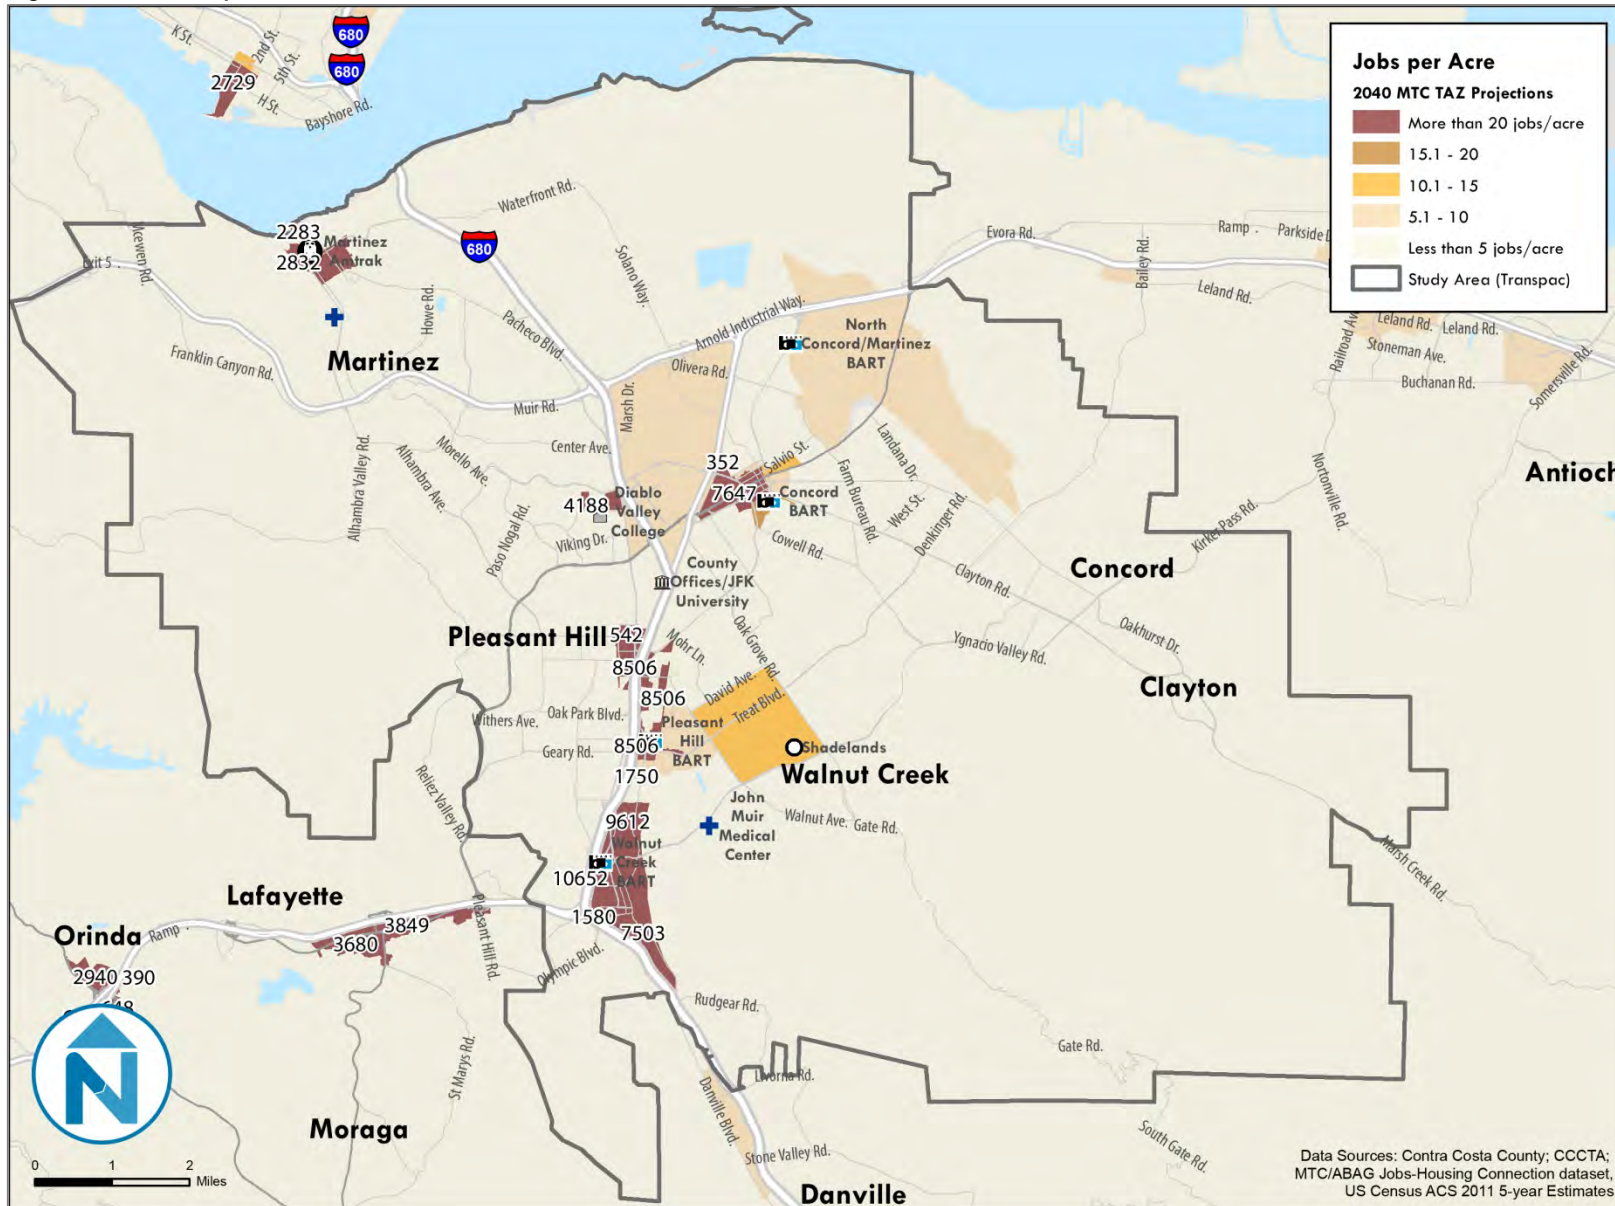 680
680
K St.
2nd St.
5th St.
2729
H St.
Bayshore Rd.
Jobs per Acre
2040 MTC TAZ Projections
More than 20 jobs/acre
15.1 - 20
10.1 - 15
5.1 - 10
Less than 5 jobs/acre
Study Area (Transpac)
Waterfront Rd.
Mcewen Rd.
2283
2832
Martinez
Amtrak
680
Exit 5 .
Solano Way.
Evora Rd.
Ramp .
Bailey Rd.
Leland Rd.
Howe Rd.
Pacheco Blvd.
Arnold Industrial Way.
North
Concord/Martinez
BART
Leland Rd.
Leland Rd.
Stoneman Ave.
Buchanan Rd.
Somersville Rd.
Martinez
Franklin Canyon Rd.
Olivera Rd.
Muir Rd.
Marsh Dr.
Center Ave.
Morello Ave.
Alhambra Ave.
Alhambra Valley Rd.
Paso Nogal Rd.
352
Salvio St.
7647
Concord
BART
Landana Dr.
Farm Bureau Rd.
West St.
Denkinger Rd.
Nortonville Rd.
Kirker Pass Rd.
4188
Diablo
Valley
College
Viking Dr.
Cowell Rd.
Clayton Rd.
Concord
County
Offices/JFK
University
Pleasant Hill
542
Mohr Ln.
Oak Grove Rd.
Ygnacio Valley Rd.
Oakhurst Dr.
8506
8506
David Ave.
Treat Blvd.
Clayton
Withers Ave.
Oak Park Blvd.
Pleasant
Hill
BART
Geary Rd.
8506
Shadelands
Walnut Creek
1750
Reliez Valley Rd.
9612
Walnut
Creek
BART
John
Muir
Medical
Center
Walnut Ave.
Gate Rd.
Marsh Creek Rd.
10652
Lafayette
Pleasant Hill Rd.
1580
7503
3849
3680
Orinda
Ramp .
2940
390
Olympic Blvd.
Rudgear Rd.
N
St Marys Rd.
Gate Rd.
Livorna Rd.
Danville Blvd.
Moraga
Stone Valley Rd.
South Gate Rd.
Danville
0 1 2
Miles
Data Sources: Contra Costa County; CCCTA;
MTC/ABAG Jobs-Housing Connection dataset,
US Census ACS 2011 5-year Estimates